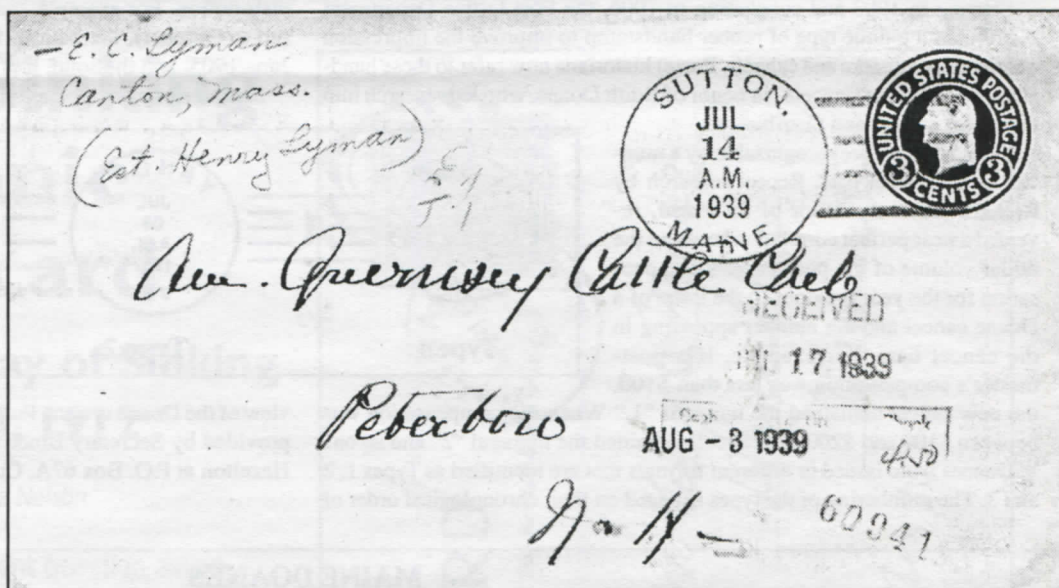 - E. C. Lyman
Canton, Mass.
(Est Henry Lyman)
SUTTON
JUL
14
A.M.
1939
MAINE
UNITED STATES POSTAGE
3 CENTS 3
Am. Guernsey Cattle Club
RECEIVED
17 1939
Peterboro
AUG -3 1939
N. H. -
60941